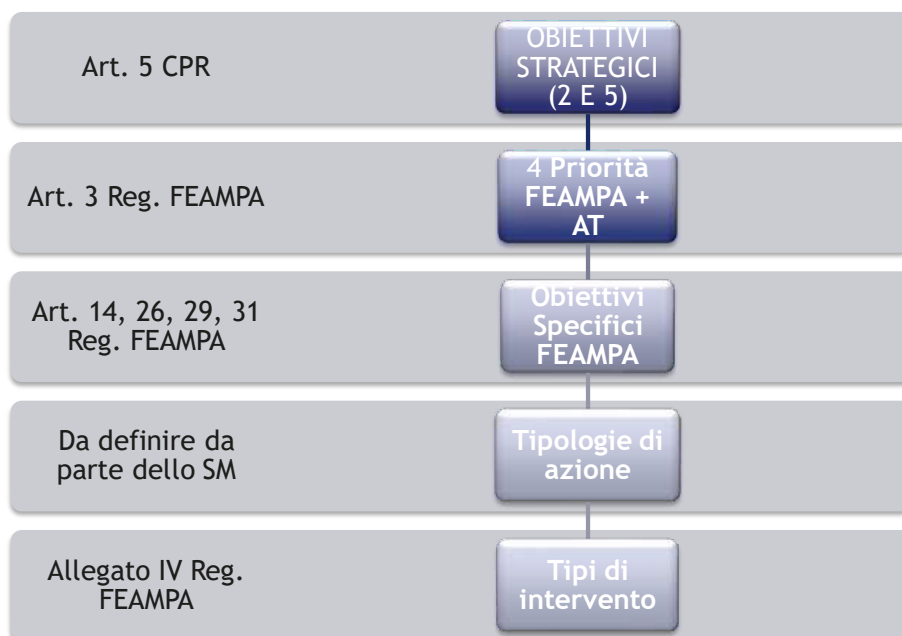 Art. 5 CPR
OBIETTIVI
STRATEGICI
(2 E 5)
Art. 3 Reg. FEAMPA
4 Priorità
FEAMPA +
AT
Art. 14, 26, 29, 31
Reg. FEAMPA
Obiettivi
Specifici
FEAMPA
Da definire da
parte dello SM
Tipologie di
azione
Allegato IV Reg.
FEAMPA
Tipi di
intervento